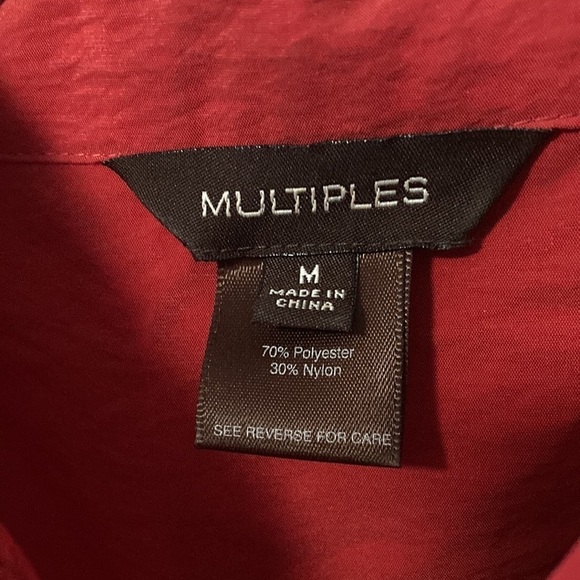 MULTIPLES
M
MADE IN
CHINA
70% Polyester
30% Nylon
SEE REVERSE FOR CARE